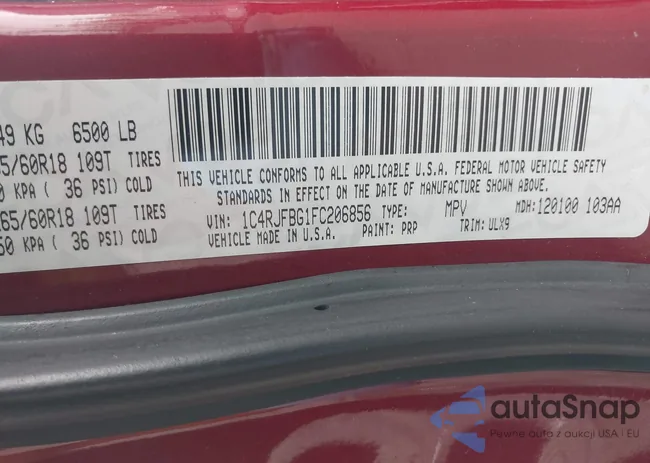 49 KG 6500 LB
65/60R18 109T TIRES
0 KPA ( 36 PSI) COLD
265/60R18 109T TIRES
50 KPA ( 36 PSI) COLD
THIS VEHICLE CONFORMS TO ALL APPLICABLE U.S.A. FEDERAL MOTOR VEHICLE SAFETY
STANDARDS IN EFFECT ON THE DATE OF MANUFACTURE SHOWN ABOVE.
VIN: 1C4RJFBG1FC206856 TYPE: MPV MDH: 120100 103AA
VEHICLE MADE IN U.S.A. PAINT: PRP TRIM: ULX9
autoSnap
Pewne auta z aukcji USA i EU